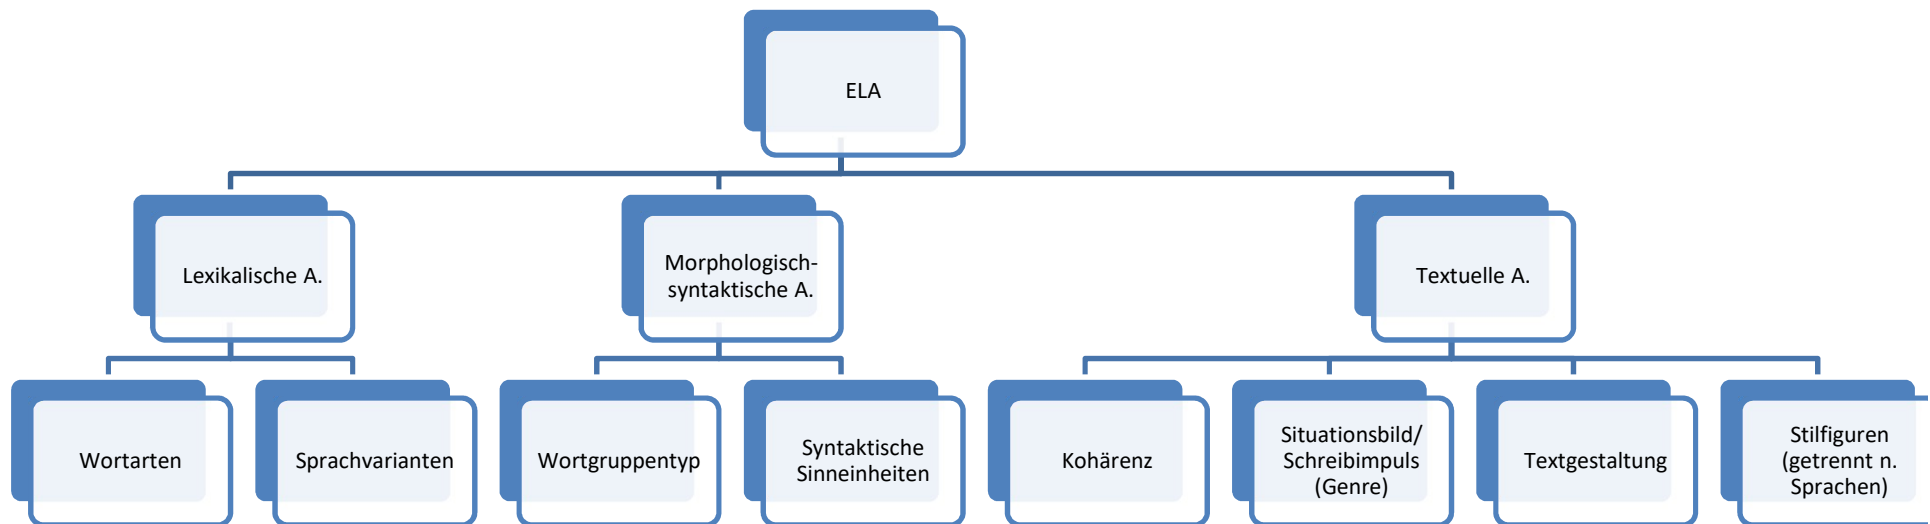 ELA
Lexikalische A.
Morphologisch-
syntaktische A.
Textuelle A.
Wortarten
Sprachvarianten
Wortgruppentyp
Syntaktische
Sinneinheiten
Kohärenz
Situationsbild/
Schreibimpuls
(Genre)
Textgestaltung
Stilfiguren
(getrennt n.
Sprachen)